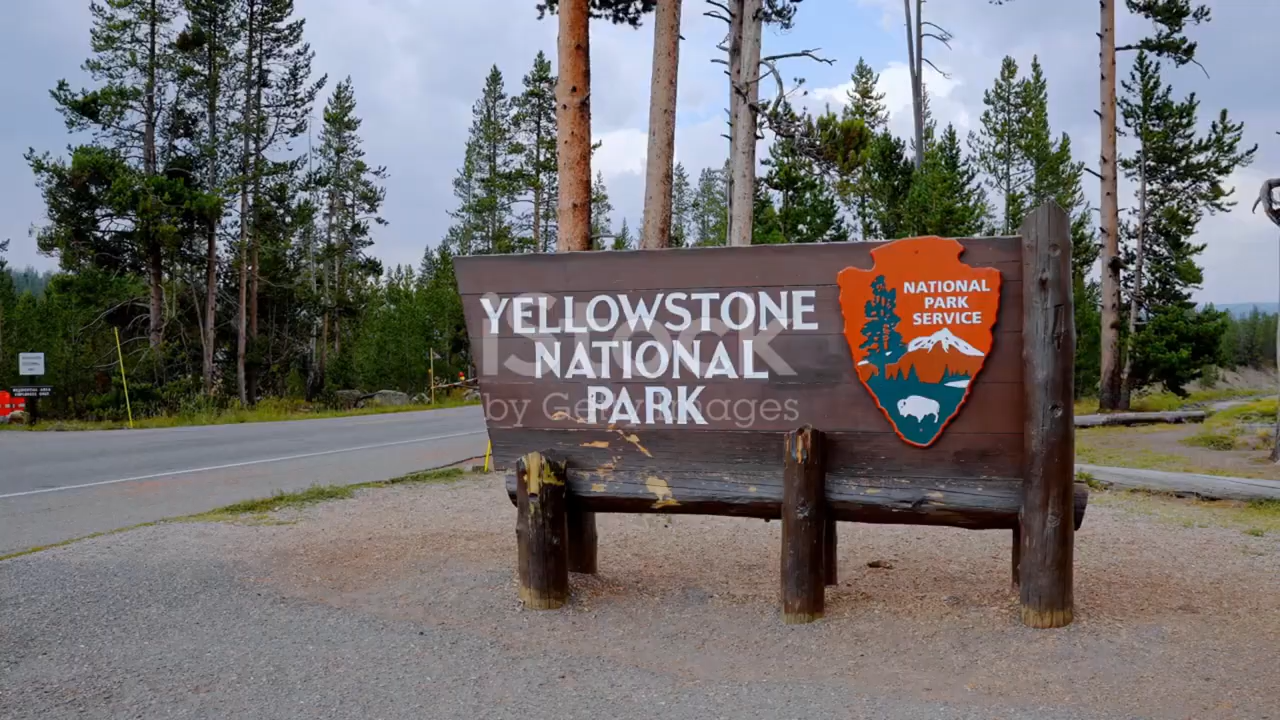 YELLOWSTONE
NATIONAL
PARK
NATIONAL
PARK
SERVICE
iStock
by Getty Images